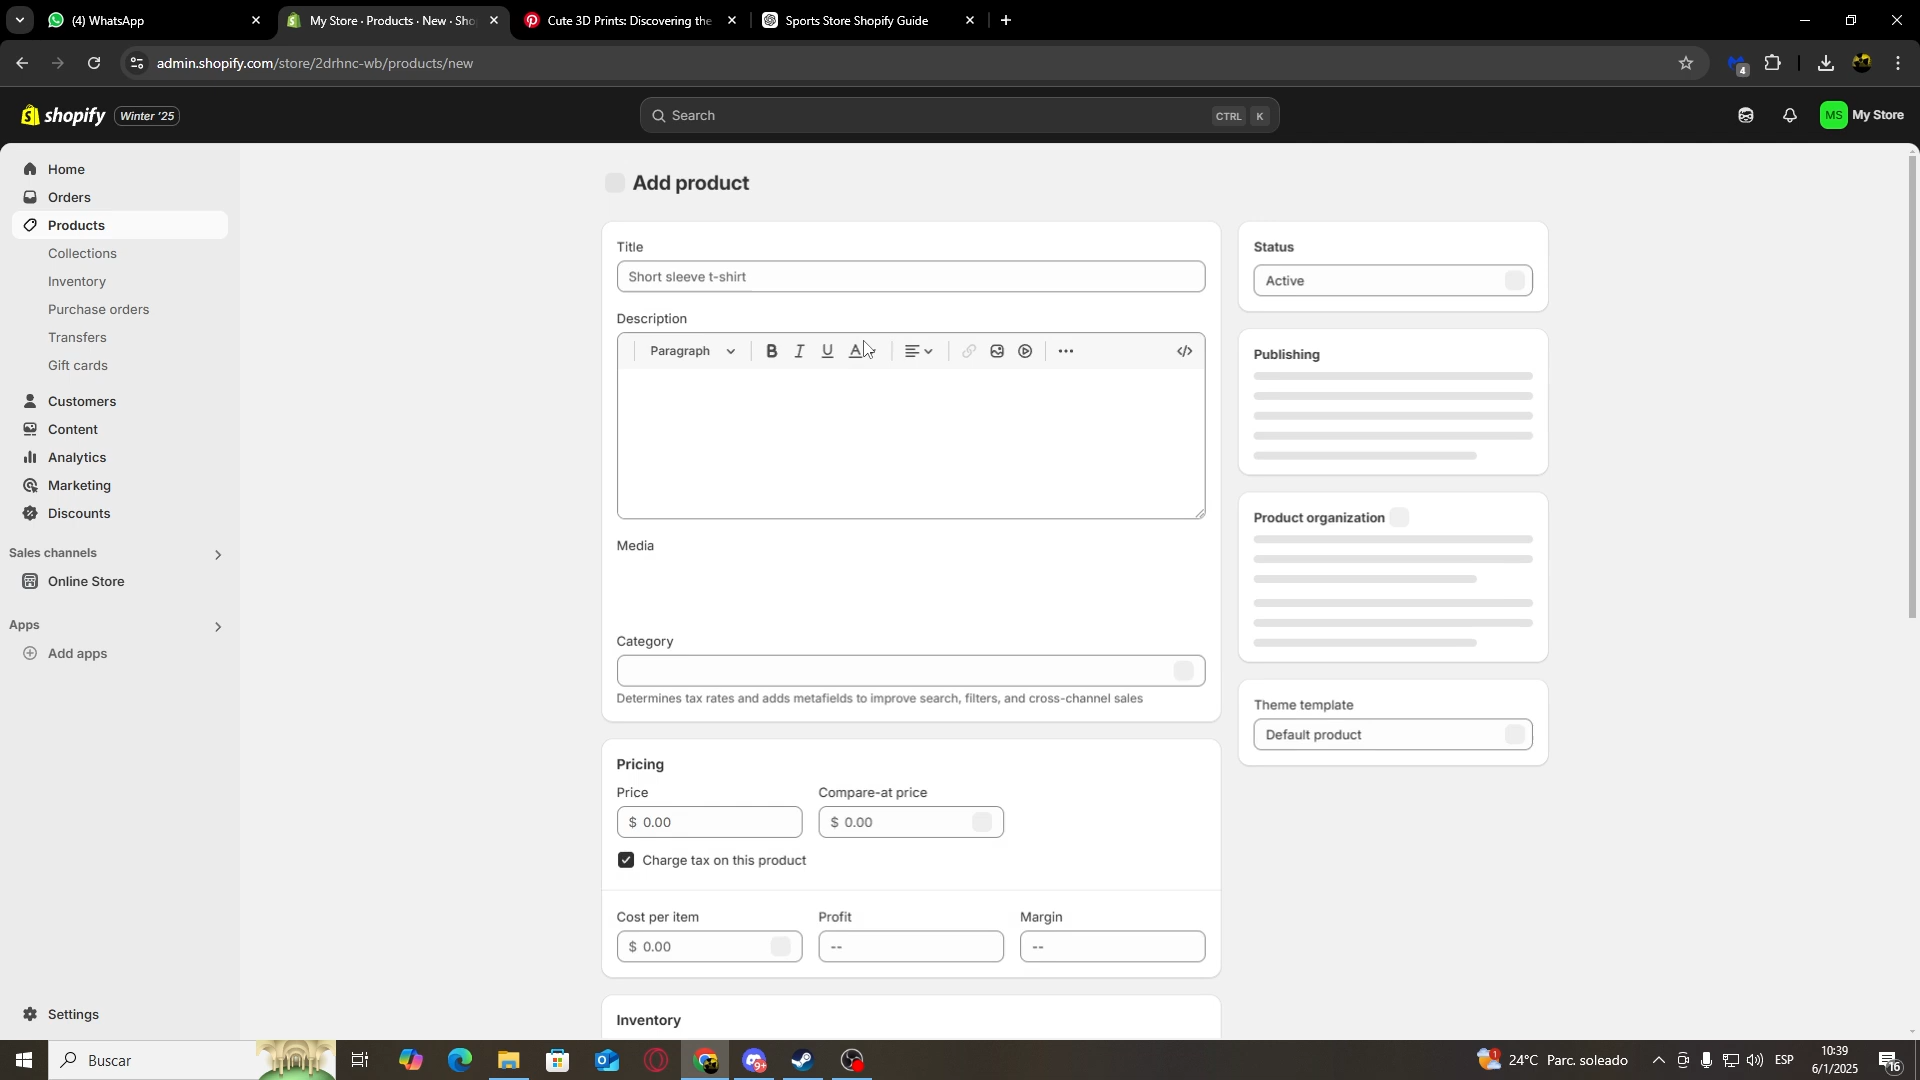 (4) WhatsApp
My Store · Products · New · Sho
Cute 3D Prints: Discovering the
Sports Store Shopify Guide
admin.shopify.com/store/2drhnc-wb/products/new
4
shopify
Winter '25
Search
CTRL K
MS My Store
Home
Orders
Products
Collections
Inventory
Purchase orders
Transfers
Gift cards
Customers
Content
Analytics
Marketing
Discounts
Sales channels
Online Store
Apps
Add apps
Settings
Add product
Title
Short sleeve t-shirt
Description
Paragraph
B I U A
Media
Category
Determines tax rates and adds metafields to improve search, filters, and cross-channel sales
Pricing
Price
Compare-at price
$ 0.00
$ 0.00
Charge tax on this product
Cost per item
Profit
Margin
$ 0.00
--
--
Inventory
Status
Active
Publishing
Product organization
Theme template
Default product
Buscar
9+
1
24°C Parc. soleado
ESP
10:39
6/1/2025
16